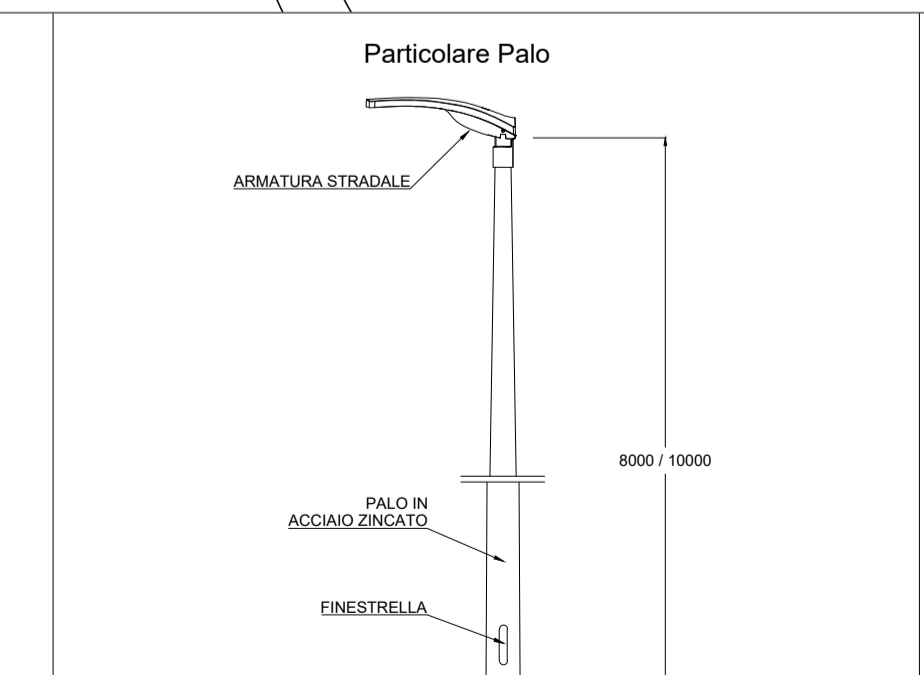 Particolare Palo
ARMATURA STRADALE
8000 / 10000
PALO IN
ACCIAIO ZINCATO
FINESTRELLA